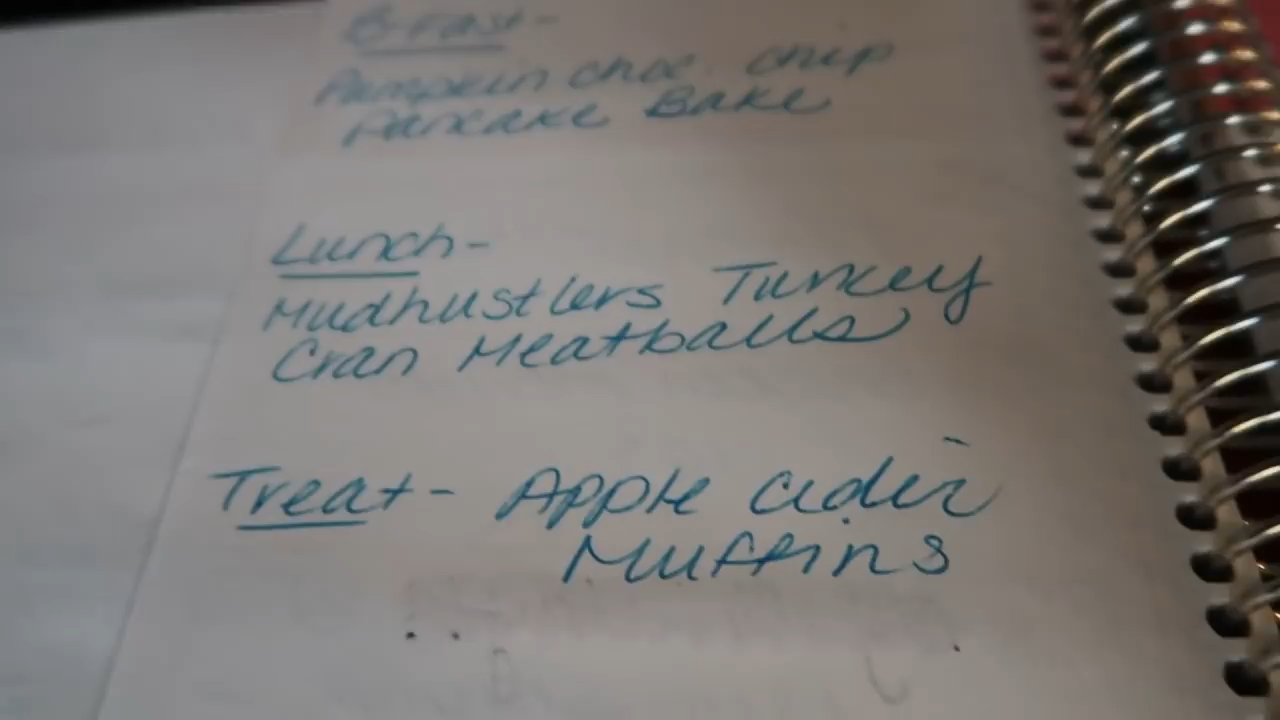 B-Fast-
Pumpkin choc. chip
Pancake Bake
Lunch-
Mudhustlers Turkey
Cran Meatballs
Treat- Apple Cider
Muffins